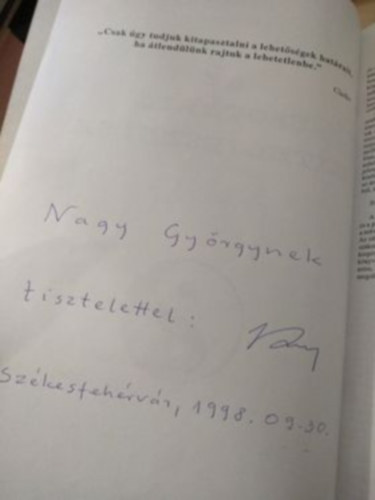 „Csak úgy tudjuk kitapasztalni a lehetőségek határait,
ha átlendülünk rajtuk a lehetetlenbe."
Nagy Györgynek
tisztelettel:
Székesfehérvár, 1998. 09. 30.